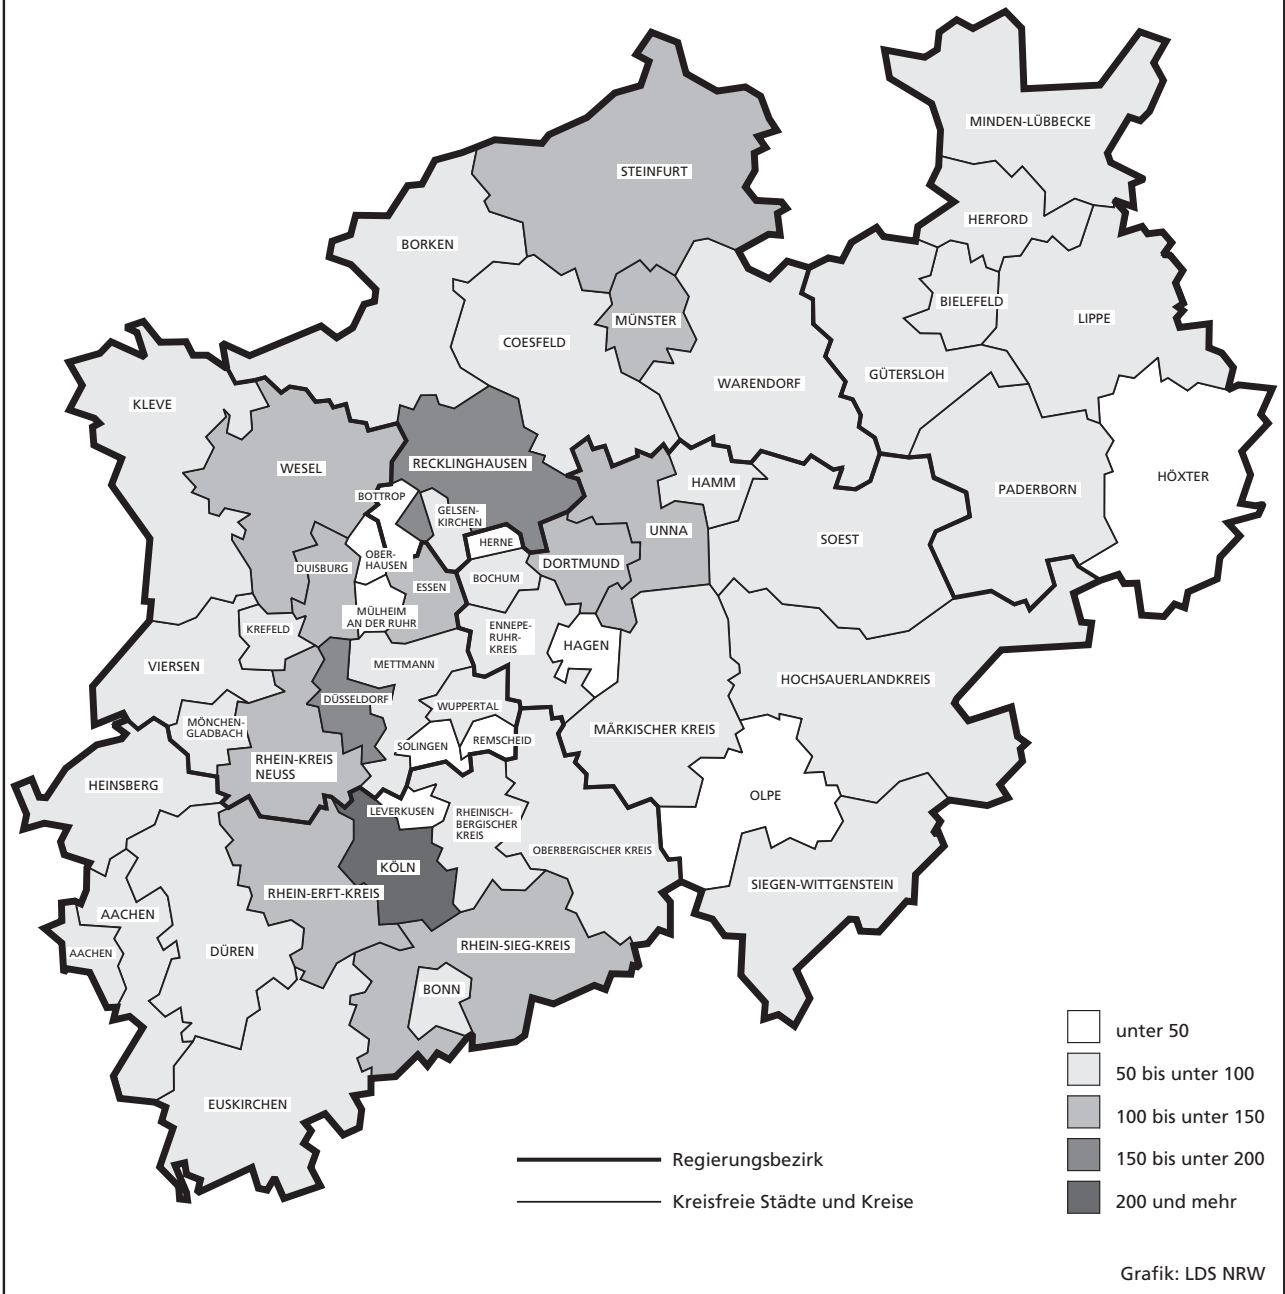 MINDEN-LÜBBECKE
STEINFURT
HERFORD
BORKEN
BIELEFELD
LIPPE
MÜNSTER
COESFELD
GÜTERSLOH
WARENDORF
KLEVE
RECKLINGHAUSEN
WESEL
HÖXTER
HAMM
PADERBORN
BOTTROP
GELSEN-
KIRCHEN
UNNA
SOEST
HERNE
OBER-
HAUSEN
DORTMUND
DUISBURG
BOCHUM
ESSEN
MÜLHEIM
AN DER RUHR
KREFELD
ENNEPE-
RUHR-
KREIS
HAGEN
VIERSEN
METTMANN
HOCHSAUERLANDKREIS
DÜSSELDORF
WUPPERTAL
MÖNCHEN-
GLADBACH
MÄRKISCHER KREIS
REMSCHEID
SOLINGEN
RHEIN-KREIS
NEUSS
HEINSBERG
OLPE
LEVERKUSEN
RHEINISCH-
BERGISCHER
KREIS
OBERBERGISCHER KREIS
KÖLN
SIEGEN-WITTGENSTEIN
RHEIN-ERFT-KREIS
AACHEN
RHEIN-SIEG-KREIS
DÜREN
AACHEN
BONN
EUSKIRCHEN
unter 50
50 bis unter 100
100 bis unter 150
150 bis unter 200
200 und mehr
Regierungsbezirk
Kreisfreie Städte und Kreise
Grafik: LDS NRW